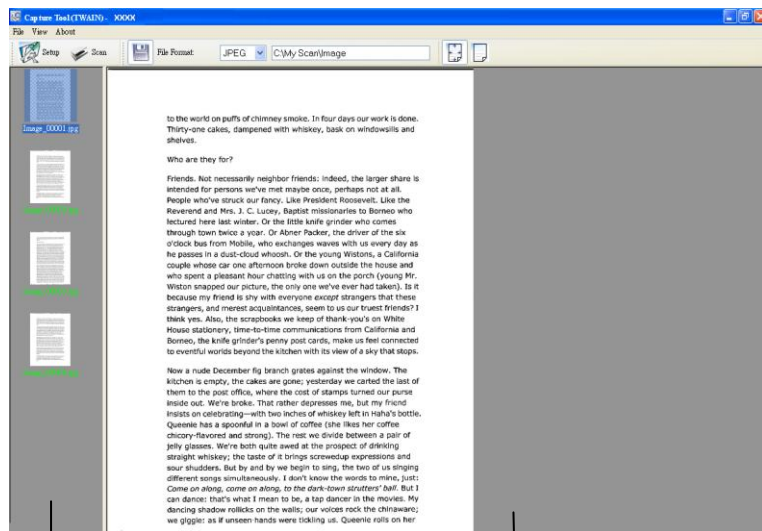 Capture Tool(TWAIN) - XXXX
File View About
Setup Scan File Format: JPEG C:\My Scan\Image
Image_00001.jpg
to the world on puffs of chimney smoke. In four days our work is done.
Thirty-one cakes, dampened with whiskey, bask on windowsills and
shelves.
Who are they for?
Friends. Not necessarily neighbor friends: indeed, the larger share is
intended for persons we've met maybe once, perhaps not at all.
People who've struck our fancy. Like President Roosevelt. Like the
Reverend and Mrs. J. C. Lucey, Baptist missionaries to Borneo who
lectured here last winter. Or the little knife grinder who comes
through town twice a year. Or Abner Packer, the driver of the six
o'clock bus from Mobile, who exchanges waves with us every day as
he passes in a dust-cloud whoosh. Or the young Wistons, a California
couple whose car one afternoon broke down outside the house and
who spent a pleasant hour chatting with us on the porch (young Mr.
Wiston snapped our picture, the only one we've ever had taken). Is it
because my friend is shy with everyone except strangers that these
strangers, and merest acquaintances, seem to us our truest friends? I
think yes. Also, the scrapbooks we keep of thank-you's on White
House stationery, time-to-time communications from California and
Borneo, the knife grinder's penny post cards, make us feel connected
to eventful worlds beyond the kitchen with its view of a sky that stops.
Now a nude December fig branch grates against the window. The
kitchen is empty, the cakes are gone; yesterday we carted the last of
them to the post office, where the cost of stamps turned our purse
inside out. We're broke. That rather depresses me, but my friend
insists on celebrating—with two inches of whiskey left in Haha's bottle.
Queenie has a spoonful in a bowl of coffee (she likes her coffee
chicory-flavored and strong). The rest we divide between a pair of
jelly glasses. We're both quite awed at the prospect of drinking
straight whiskey; the taste of it brings screwedup expressions and
sour shudders. But by and by we begin to sing, the two of us singing
different songs simultaneously. I don't know the words to mine, just:
Come on along, come on along, to the dark-town strutters' ball. But I
can dance: that's what I mean to be, a tap dancer in the movies. My
dancing shadow rollicks on the walls; our voices rock the chinaware;
we giggle: as if unseen hands were tickling us. Queenie rolls on her